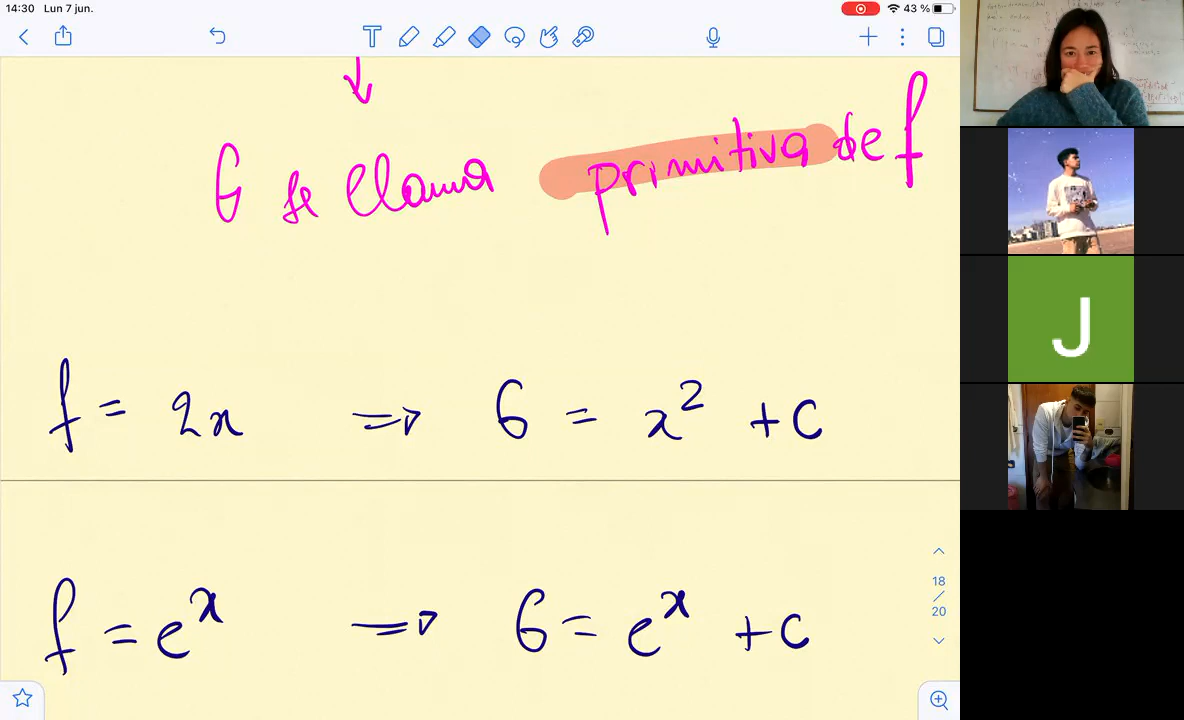 14:30 Lun 7 jun.
43 %
T
G se llama primitiva de f
f = 2x ⇒ G = x² + c
f = eˣ ⇒ G = eˣ + c
18
/
20
J